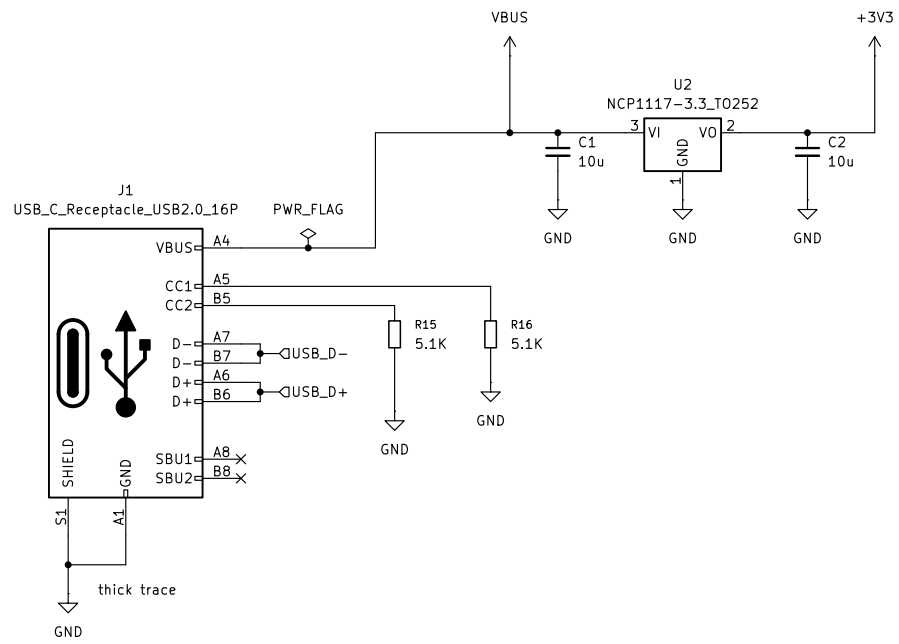 VBUS
+3V3
U2
NCP1117-3.3_TO252
3 VI VO 2
GND
1
C1
10u
C2
10u
GND
GND
GND
J1
USB_C_Receptacle_USB2.0_16P
PWR_FLAG
VBUS A4
CC1 A5
CC2 B5
R15
5.1K
R16
5.1K
D- A7
D- B7
USB_D-
D+ A6
D+ B6
USB_D+
GND
GND
SBU1 A8
SBU2 B8
SHIELD
GND
S1
A1
thick trace
GND